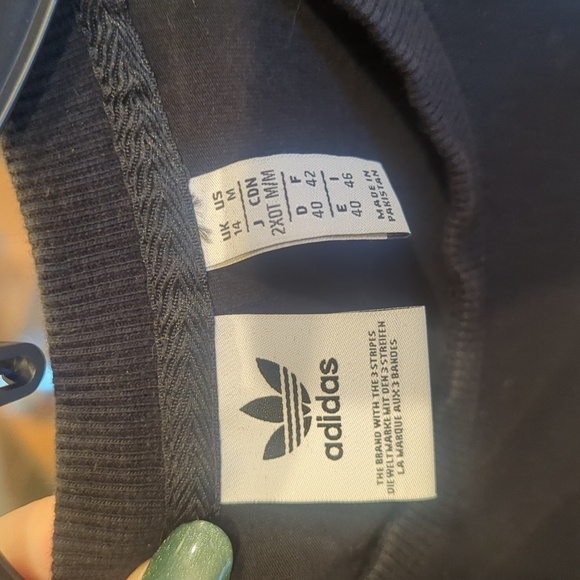 UK US
14 M
J CDN
2XOT M/M
D F
40 42
E I
40 46
MADE IN
PAKISTAN
adidas
THE BRAND WITH THE 3 STRIPES
DIE WELTMARKE MIT DEN 3 STREIFEN
LA MARQUE AUX 3 BANDES